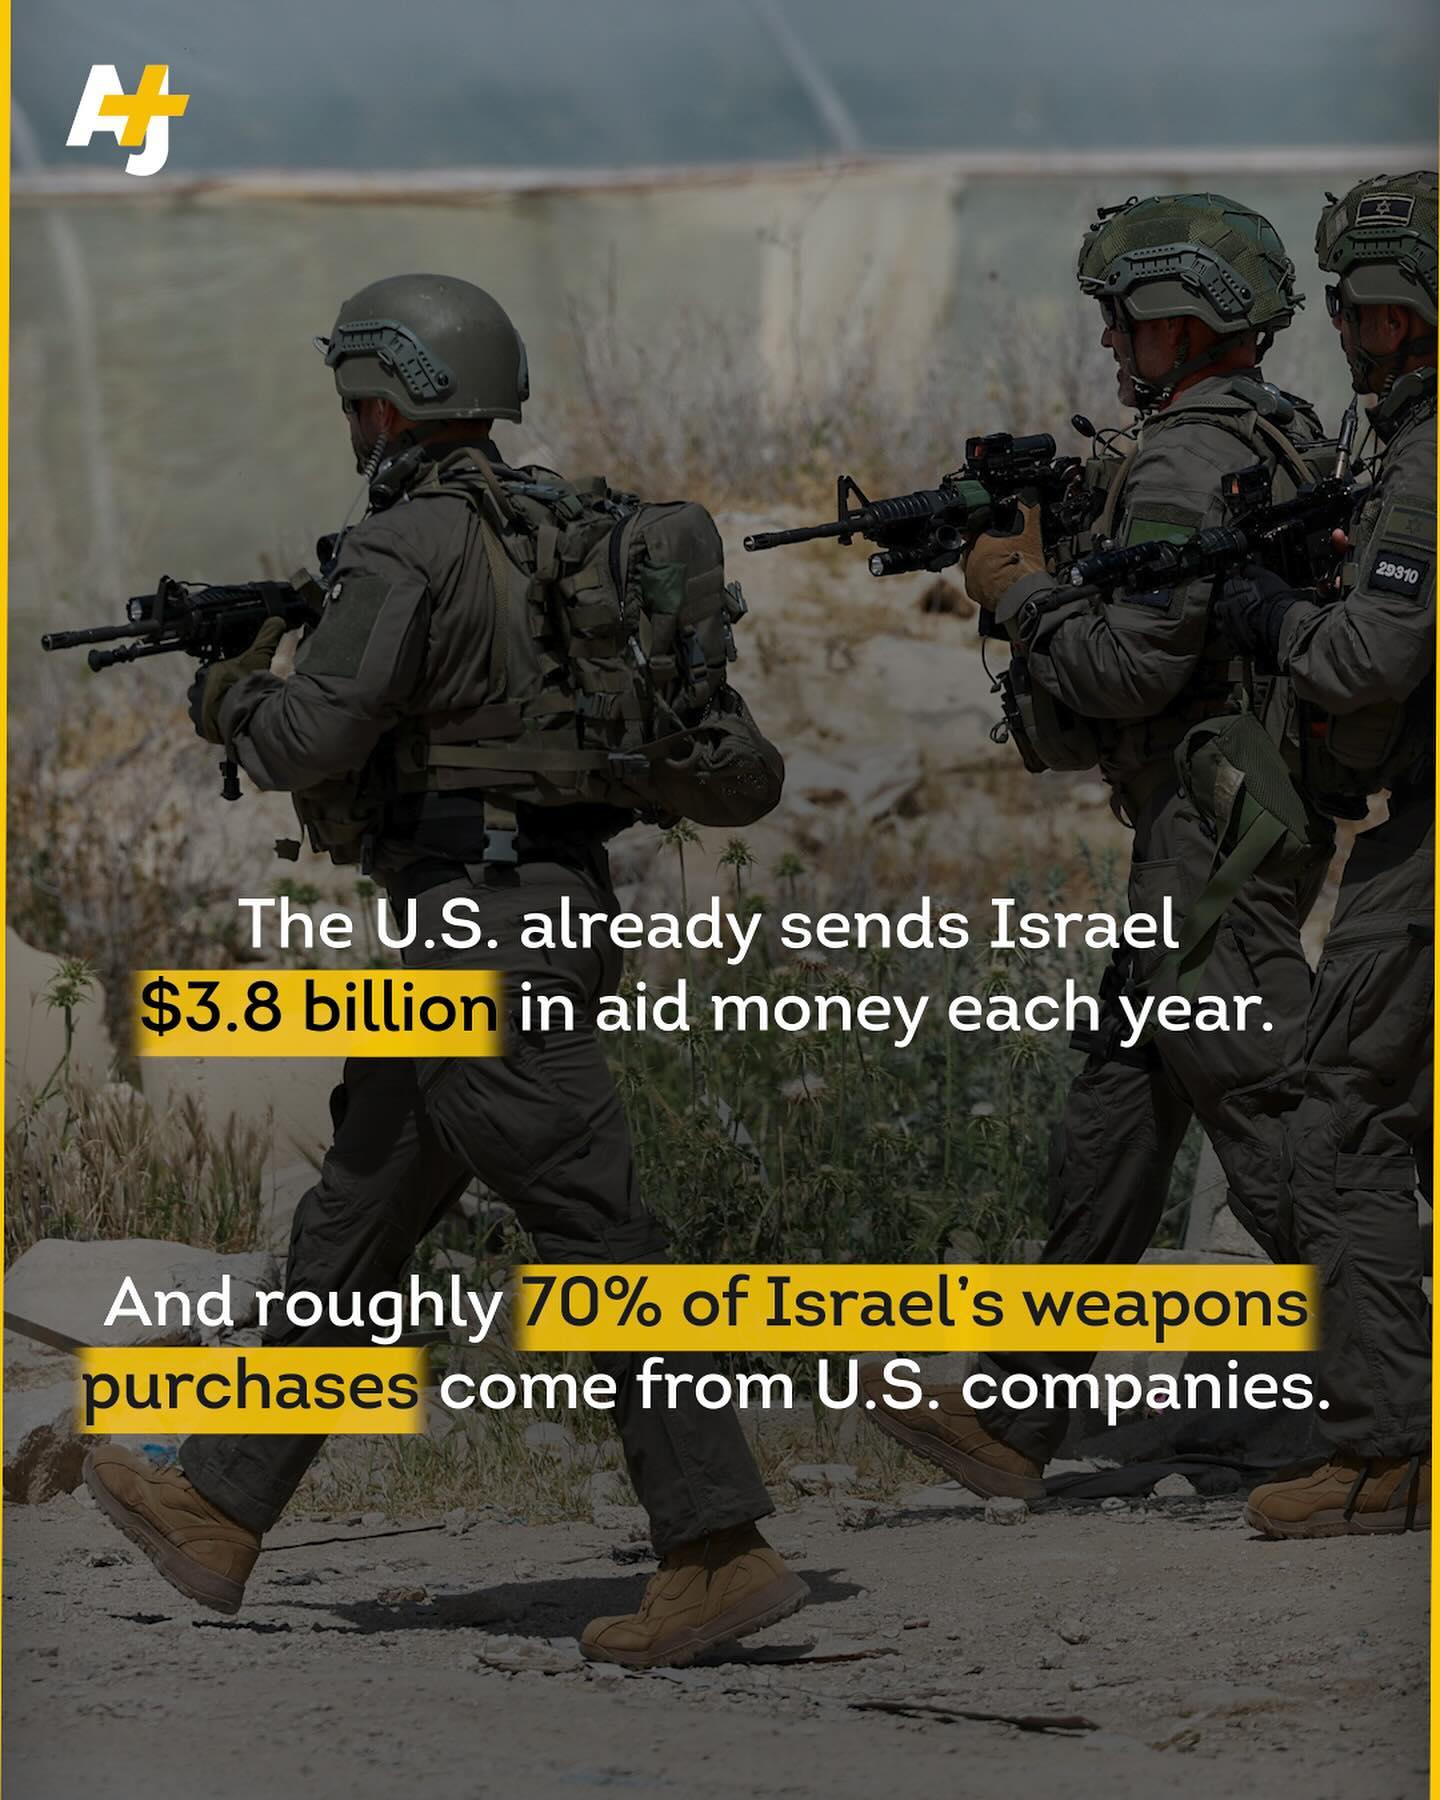 AJ+
The U.S. already sends Israel
$3.8 billion in aid money each year.
29310
And roughly 70% of Israel’s weapons
purchases come from U.S. companies.